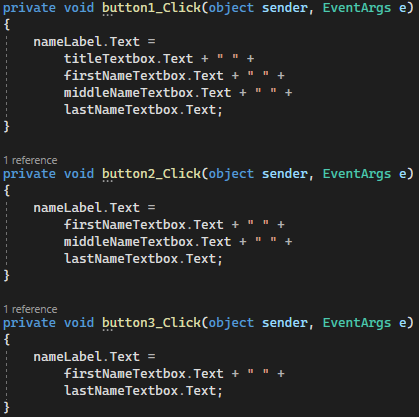 private void button1_Click(object sender, EventArgs e)
{
nameLabel.Text =
titleTextbox.Text + " " +
firstNameTextbox.Text + " " +
middleNameTextbox.Text + " " +
lastNameTextbox.Text;
}
1 reference
private void button2_Click(object sender, EventArgs e)
{
nameLabel.Text =
firstNameTextbox.Text + " " +
middleNameTextbox.Text + " " +
lastNameTextbox.Text;
}
1 reference
private void button3_Click(object sender, EventArgs e)
{
nameLabel.Text =
firstNameTextbox.Text + " " +
lastNameTextbox.Text;
}